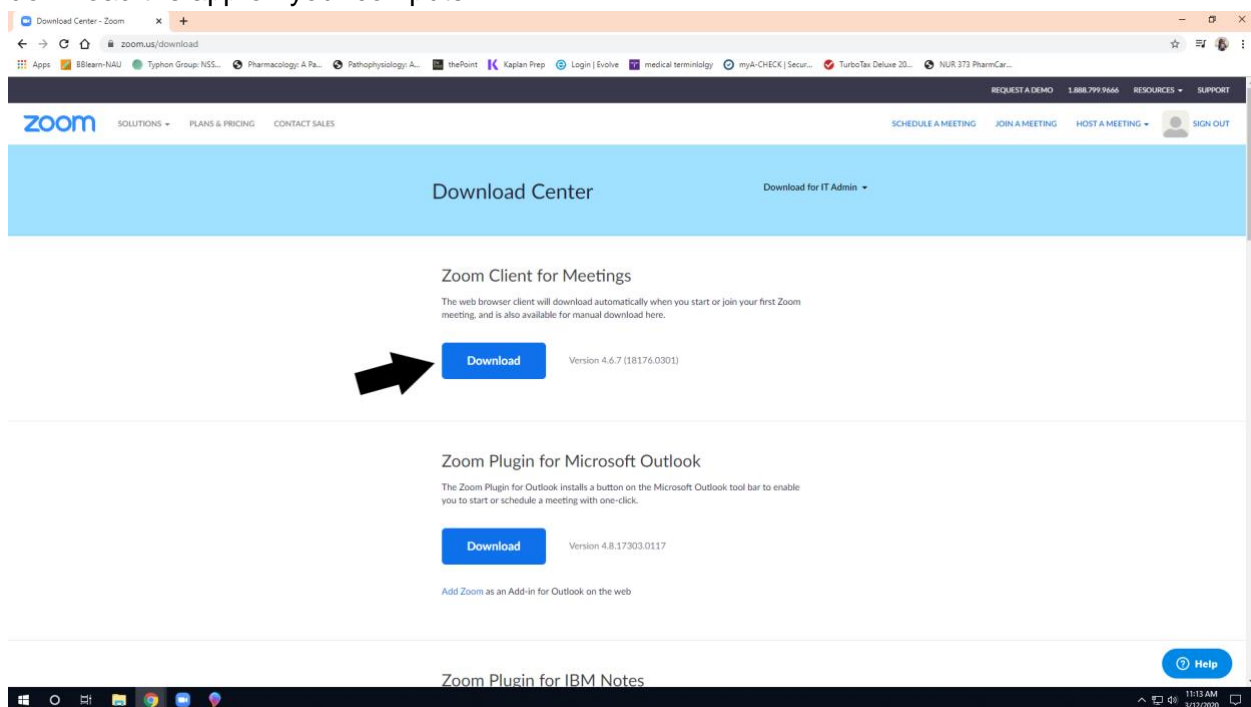 Download Center - Zoom
zoom.us/download
Apps BBlearn-NAU Typhon Group: NSS... Pharmacology: A Pa... Pathophysiology: A... thePoint Kaplan Prep Login | Evolve medical terminlolgy myA-CHECK | Secur... TurboTax Deluxe 20... NUR 373 PharmCar...
REQUEST A DEMO 1.888.799.9666 RESOURCES SUPPORT
zoom SOLUTIONS PLANS & PRICING CONTACT SALES SCHEDULE A MEETING JOIN A MEETING HOST A MEETING SIGN OUT
Download Center Download for IT Admin
Zoom Client for Meetings
The web browser client will download automatically when you start or join your first Zoom
meeting, and is also available for manual download here.
Download Version 4.6.7 (18176.0301)
Zoom Plugin for Microsoft Outlook
The Zoom Plugin for Outlook installs a button on the Microsoft Outlook tool bar to enable
you to start or schedule a meeting with one-click.
Download Version 4.8.17303.0117
Add Zoom as an Add-in for Outlook on the web
Help
Zoom Plugin for IBM Notes
11:13 AM
3/12/2020